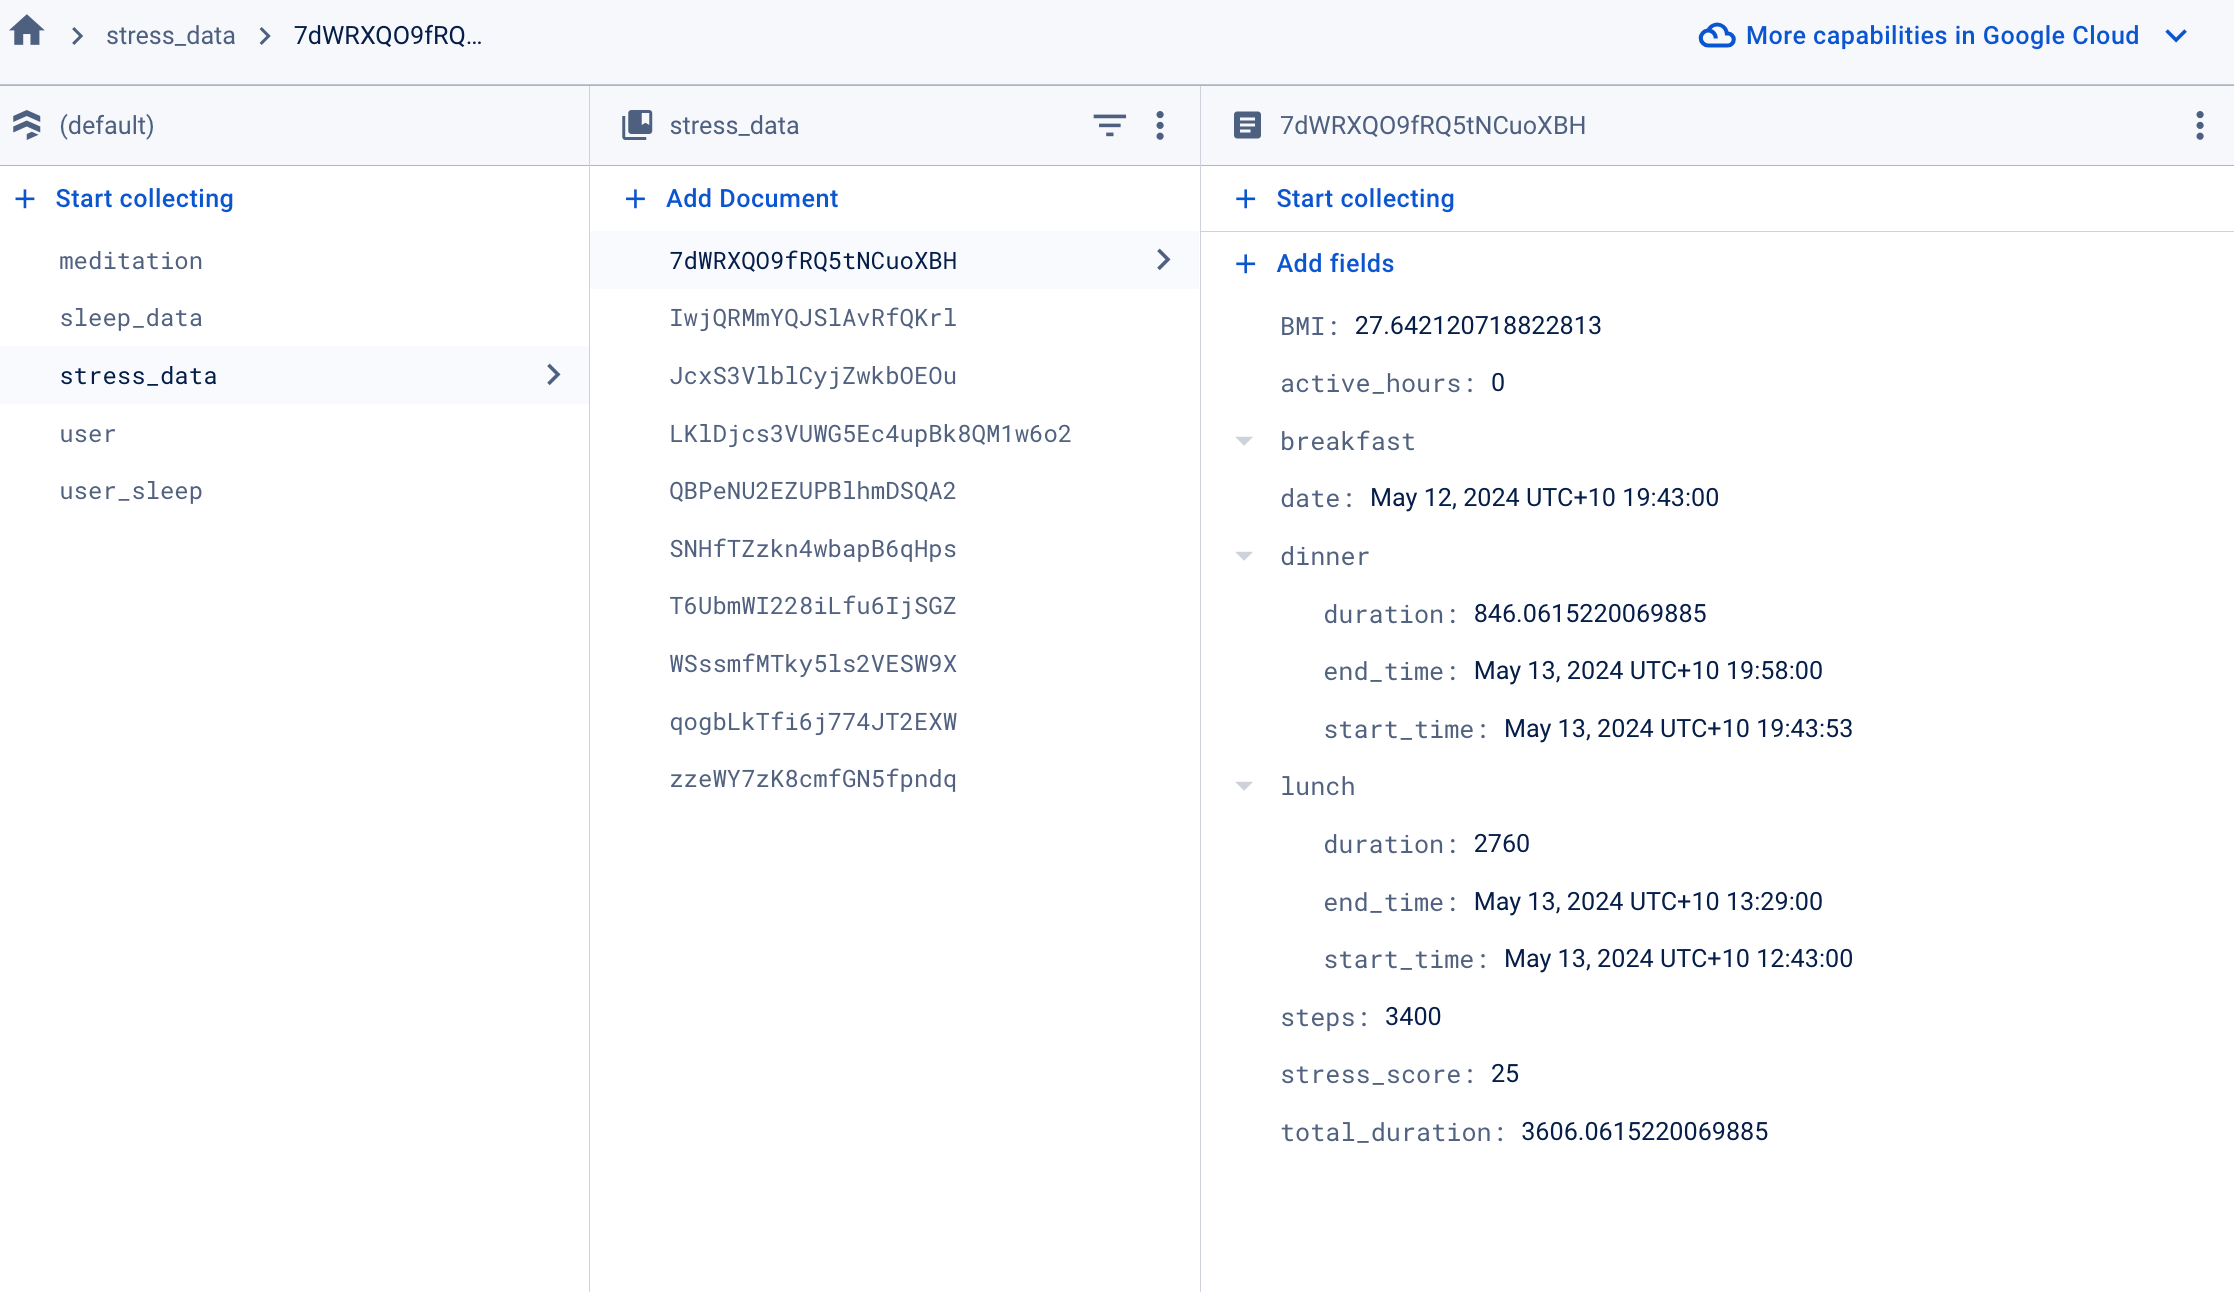 stress_data
7dWRXQO9fRQ...
More capabilities in Google Cloud
(default)
Start collecting
meditation
sleep_data
stress_data
user
user_sleep
stress_data
Add Document
7dWRXQO9fRQ5tNCuoXBH
IwjQRMmYQJSlAvRfQKrl
JcxS3VlblCyjZwkbOEOu
LKlDjcs3VUWG5Ec4upBk8QM1w6o2
QBPeNU2EZUPBlhmDSQA2
SNHfTZzkn4wbapB6qHps
T6UbmWI228iLfu6IjSGZ
WSssmfMTky5ls2VESW9X
qogbLkTfi6j774JT2EXW
zzeWY7zK8cmfGN5fpndq
7dWRXQO9fRQ5tNCuoXBH
Start collecting
Add fields
BMI: 27.642120718822813
active_hours: 0
breakfast
date: May 12, 2024 UTC+10 19:43:00
dinner
duration: 846.0615220069885
end_time: May 13, 2024 UTC+10 19:58:00
start_time: May 13, 2024 UTC+10 19:43:53
lunch
duration: 2760
end_time: May 13, 2024 UTC+10 13:29:00
start_time: May 13, 2024 UTC+10 12:43:00
steps: 3400
stress_score: 25
total_duration: 3606.0615220069885